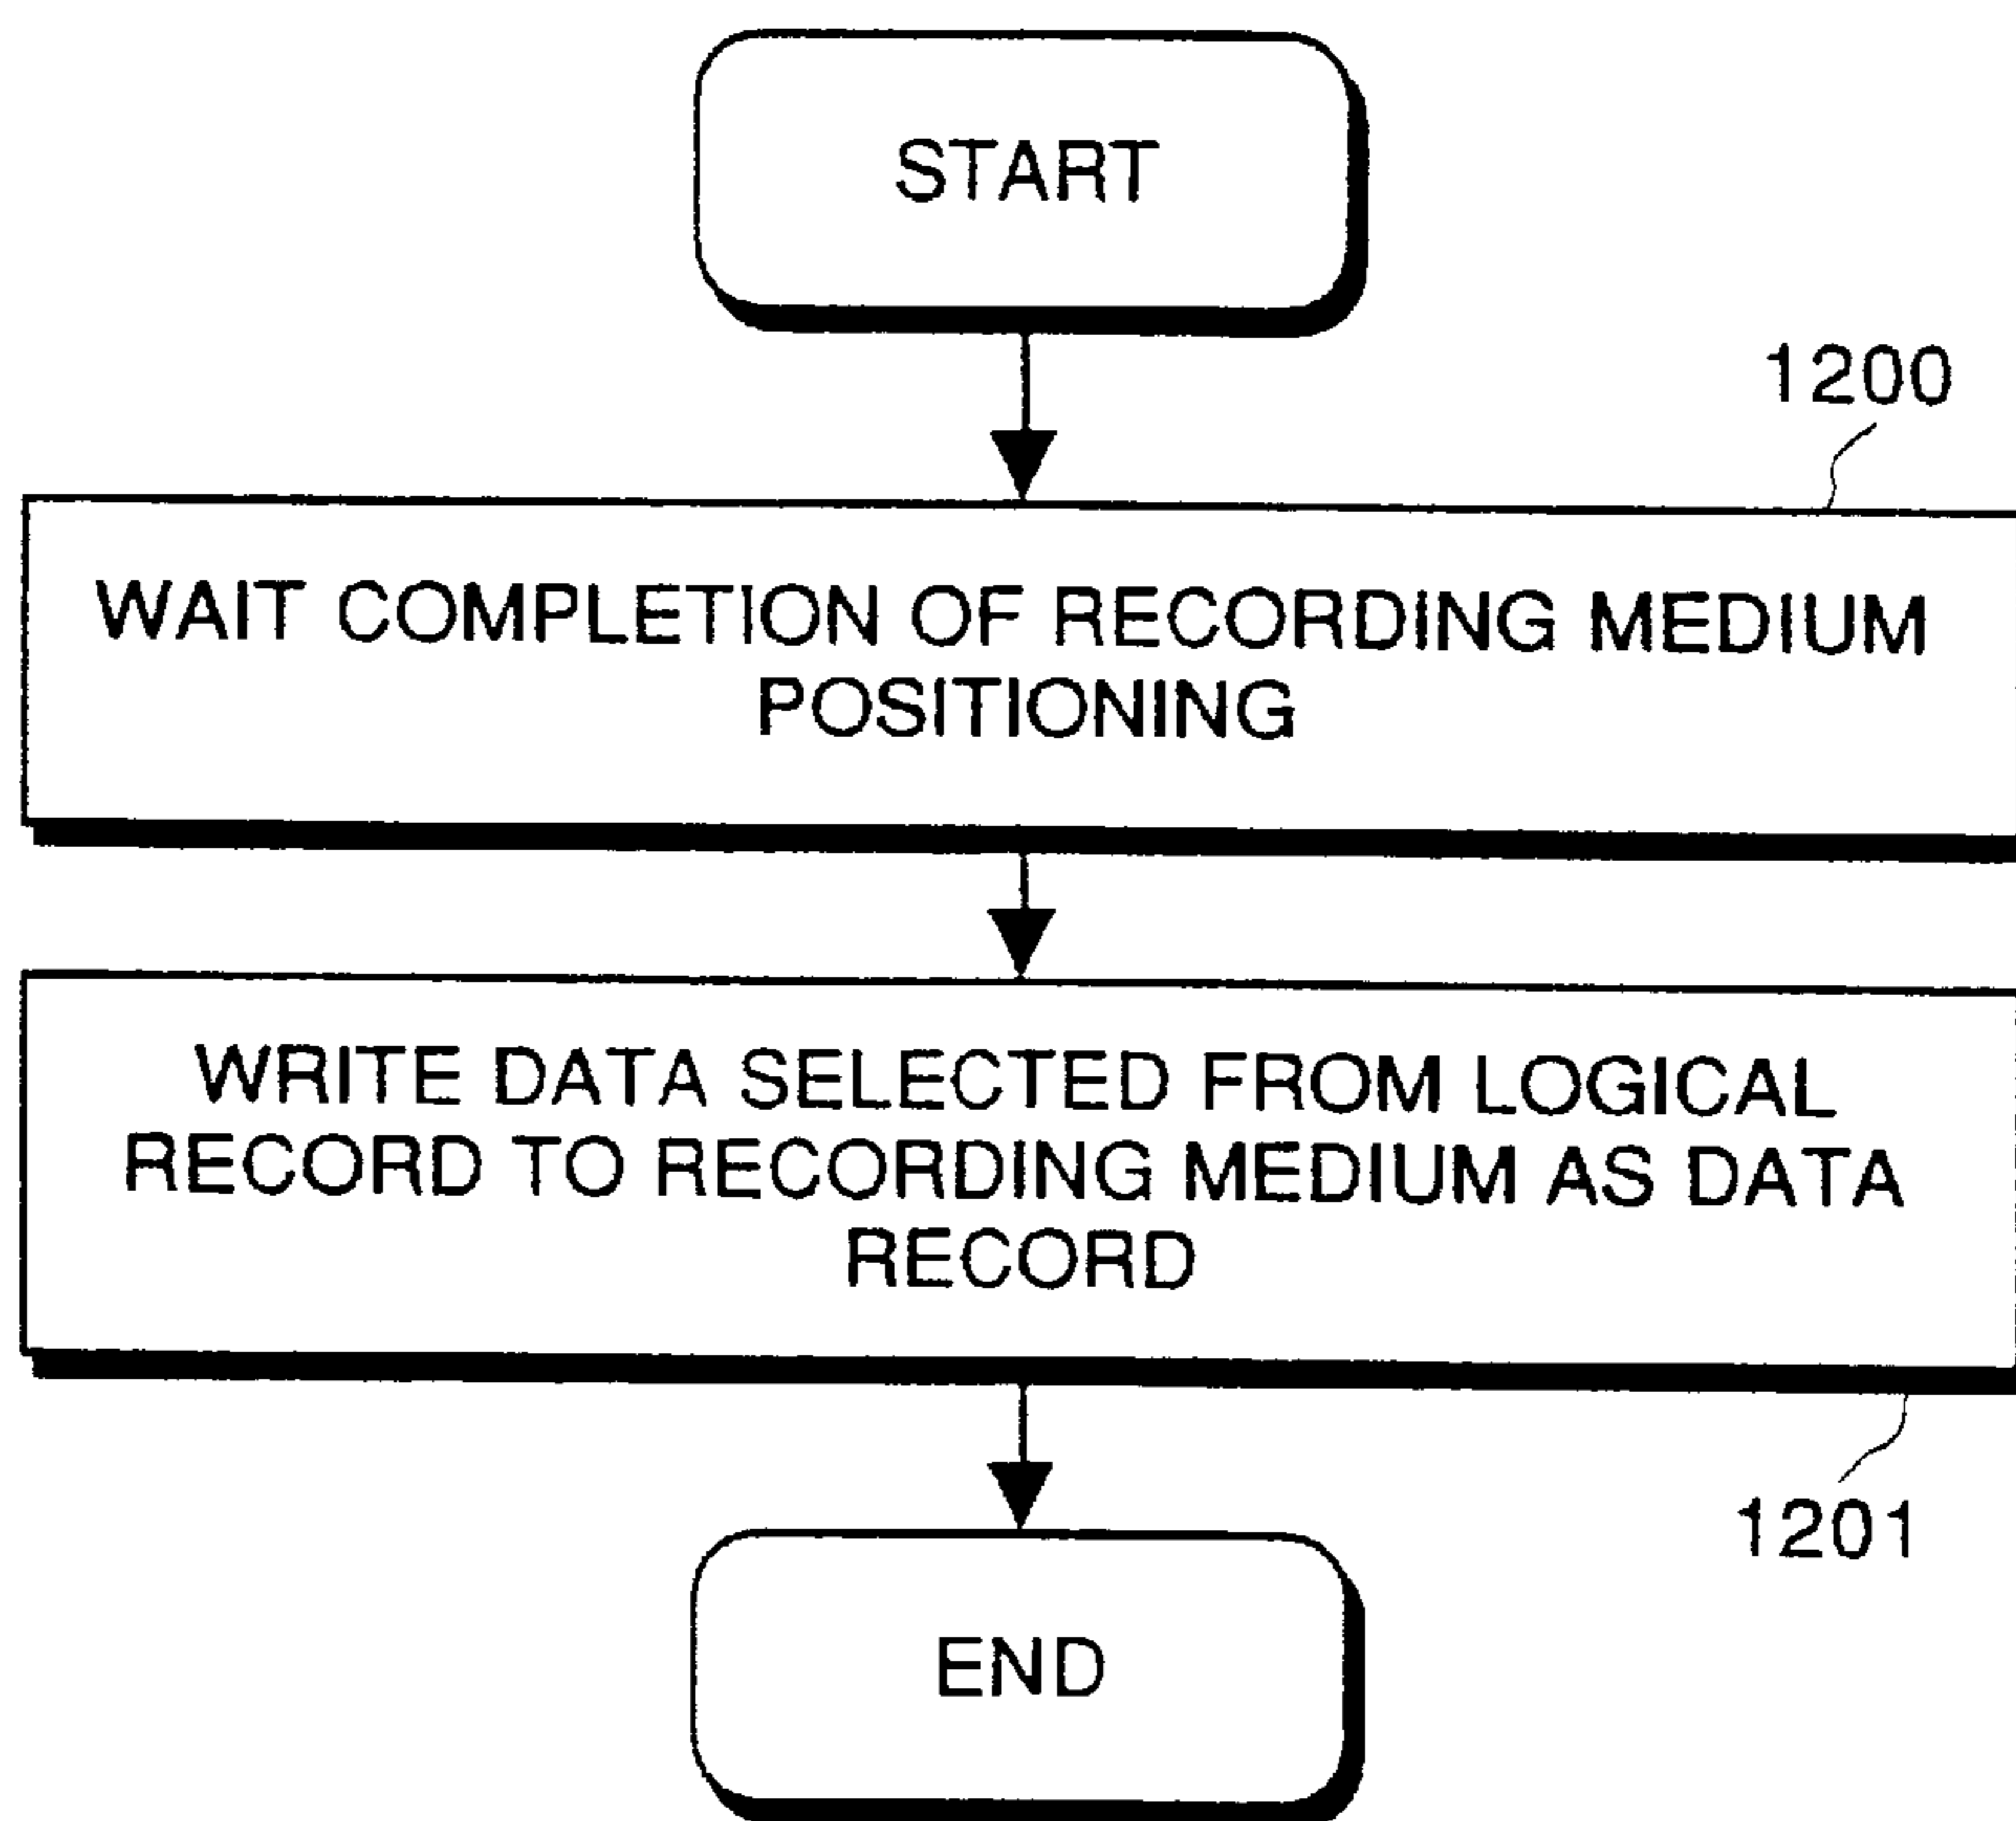 START
1200
WAIT COMPLETION OF RECORDING MEDIUM
POSITIONING
WRITE DATA SELECTED FROM LOGICAL
RECORD TO RECORDING MEDIUM AS DATA
RECORD
1201
END